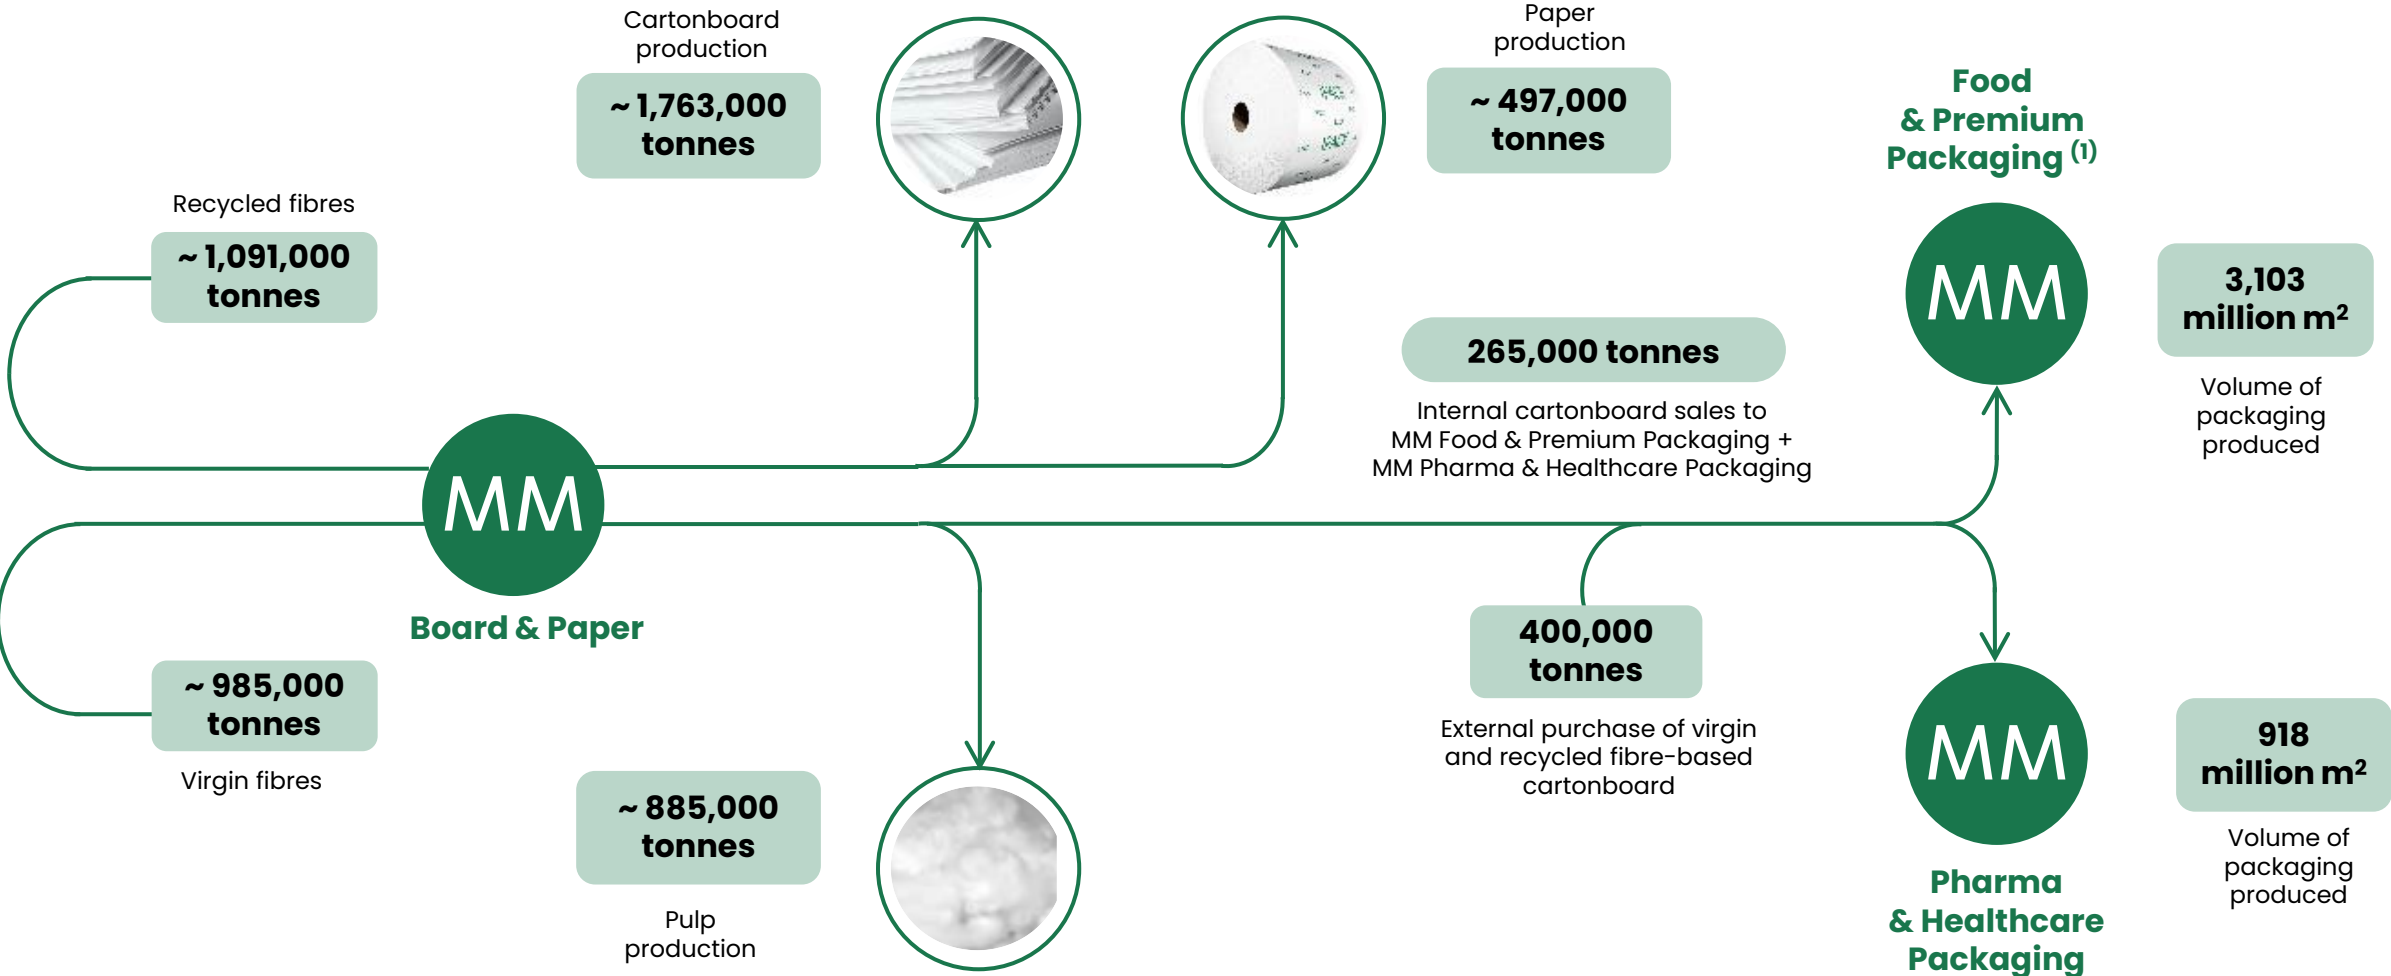 Cartonboard
production
~ 1,763,000
tonnes
Paper
production
~ 497,000
tonnes
Food
& Premium
Packaging (1)
Recycled fibres
~ 1,091,000
tonnes
MM
3,103
million m²
Volume of
packaging
produced
265,000 tonnes
Internal cartonboard sales to
MM Food & Premium Packaging +
MM Pharma & Healthcare Packaging
MM
Board & Paper
~ 985,000
tonnes
Virgin fibres
400,000
tonnes
External purchase of virgin
and recycled fibre-based
cartonboard
~ 885,000
tonnes
Pulp
production
MM
Pharma
& Healthcare
Packaging
918
million m²
Volume of
packaging
produced